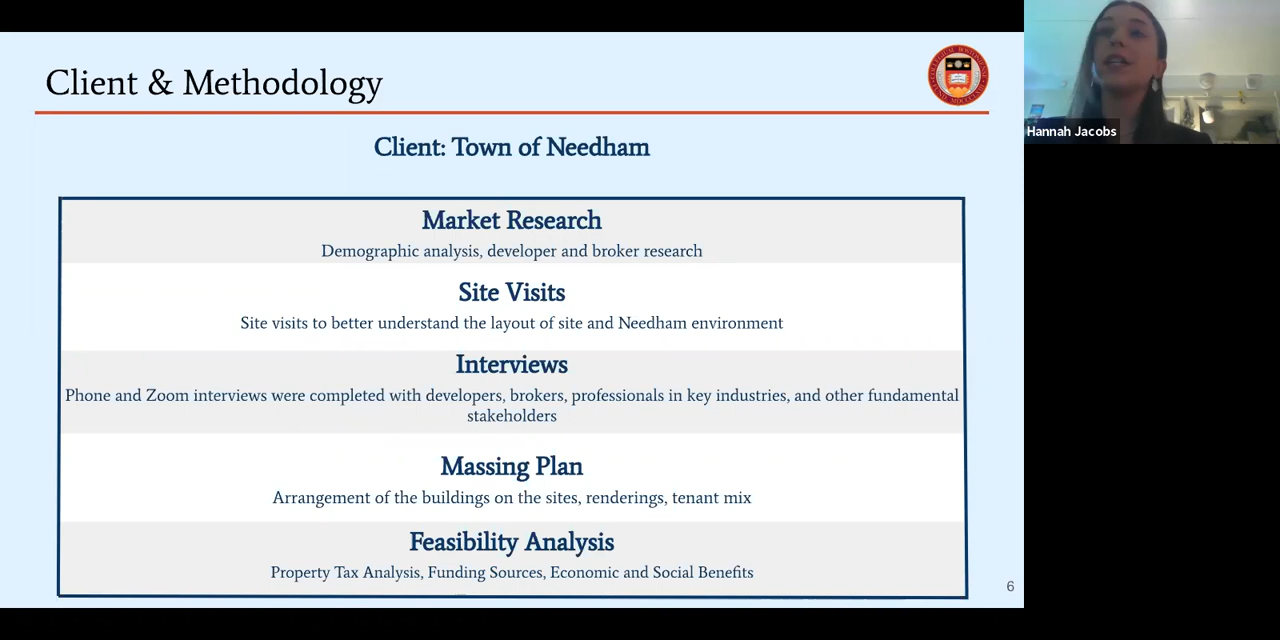 Client & Methodology
Client: Town of Needham
Market Research
Demographic analysis, developer and broker research
Site Visits
Site visits to better understand the layout of site and Needham environment
Interviews
Phone and Zoom interviews were completed with developers, brokers, professionals in key industries, and other fundamental
stakeholders
Massing Plan
Arrangement of the buildings on the sites, renderings, tenant mix
Feasibility Analysis
Property Tax Analysis, Funding Sources, Economic and Social Benefits
6
Hannah Jacobs